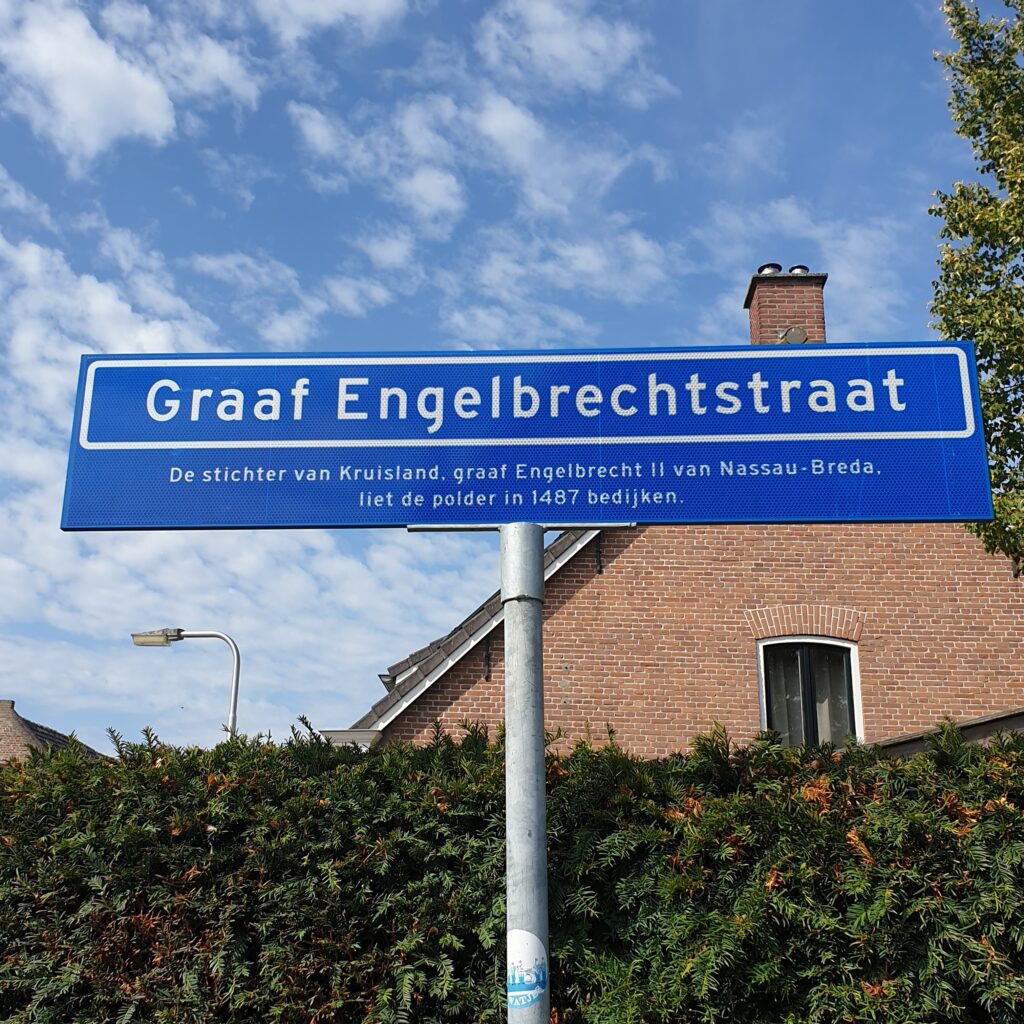 Graaf Engelbrechtstraat
De stichter van Kruisland, graaf Engelbrecht II van Nassau-Breda,
liet de polder in 1487 bedijken.